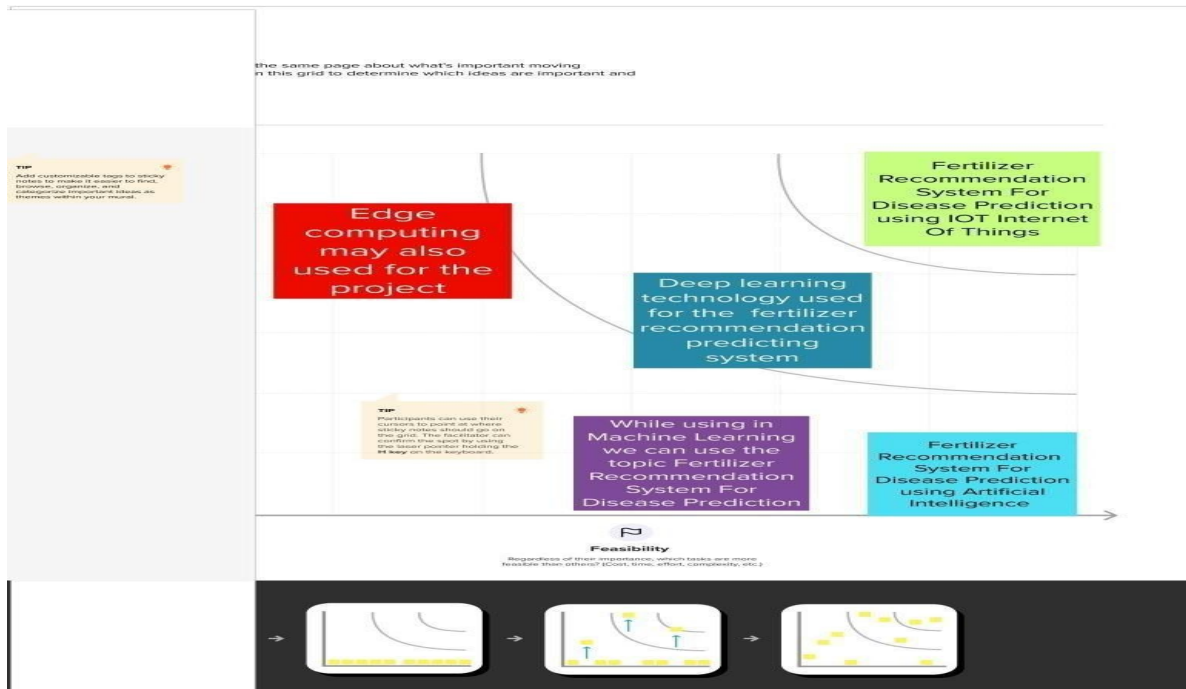 the same page about what's important moving
n this grid to determine which ideas are important and
TIP
Add customizable tags to sticky
notes to make it easier to find,
browse, organize, and
categorize important ideas as
themes within your mural.
Edge
computing
may also
used for the
project
Fertilizer
Recommendation
System For
Disease Prediction
using IOT Internet
Of Things
Deep learning
technology used
for the fertilizer
recommendation
predicting
system
TIP
Participants can use their
cursors to point at where
sticky notes should go on
the grid. The facilitator can
confirm the spot by using
the laser pointer holding the
H key on the keyboard.
While using in
Machine Learning
we can use the
topic Fertilizer
Recommendation
System For
Disease Prediction
Fertilizer
Recommendation
System For
Disease Prediction
using Artificial
Intelligence
Feasibility
Regardless of their importance, which tasks are more
feasible than others? (Cost, time, effort, complexity, etc.)